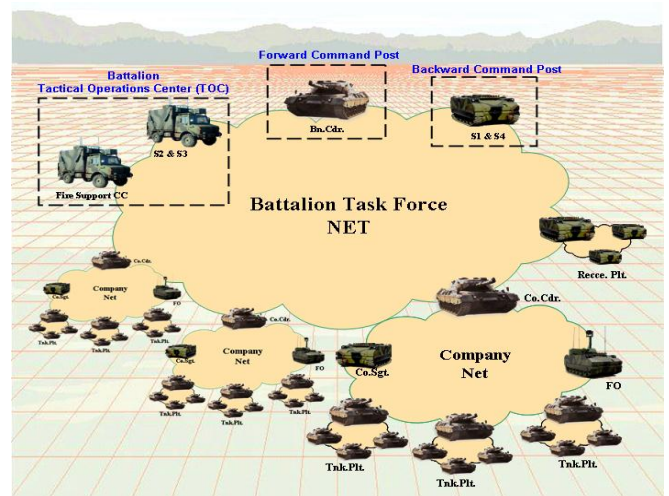 Forward Command Post
Battalion
Tactical Operations Center (TOC)
Backward Command Post
Bn.Cdr.
S1 & S4
S2 & S3
Fire Support CC
Battalion Task Force
NET
Recce. Plt.
Co.Cdr.
Company
Net
Co.Sgt.
FO
Tnk.Plt.
Tnk.Plt.
Tnk.Plt.
Co.Cdr.
Company
Net
Co.Sgt.
FO
Tnk.Plt.
Tnk.Plt.
Tnk.Plt.
Co.Cdr.
Company
Net
Co.Sgt.
FO
Tnk.Plt.
Tnk.Plt.
Tnk.Plt.